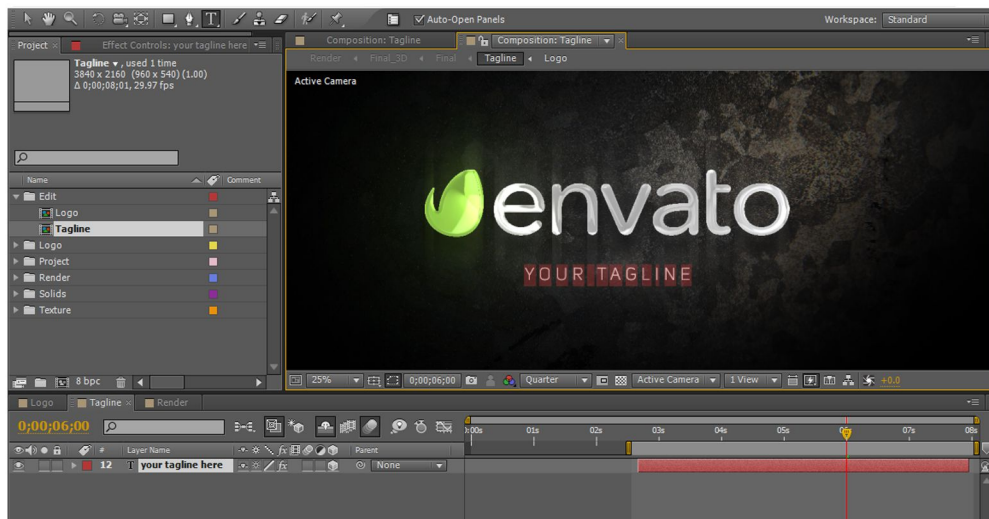 Auto-Open Panels
Workspace: Standard
Project × Effect Controls: your tagline here
Tagline ▾ , used 1 time
3840 x 2160 (960 x 540) (1.00)
Δ 0;00;08;01, 29.97 fps
Name Comment
Edit
Logo
Tagline
Logo
Project
Render
Solids
Texture
8 bpc
Composition: Tagline
Composition: Tagline ×
Render Final_3D Final Tagline Logo
Active Camera
envato
YOUR TAGLINE
25% 0;00;06;00 Quarter Active Camera 1 View +0.0
Logo Tagline × Render
0;00;06;00
# Layer Name Parent
12 T your tagline here None
01s 02s 03s 04s 05s 07s 08s